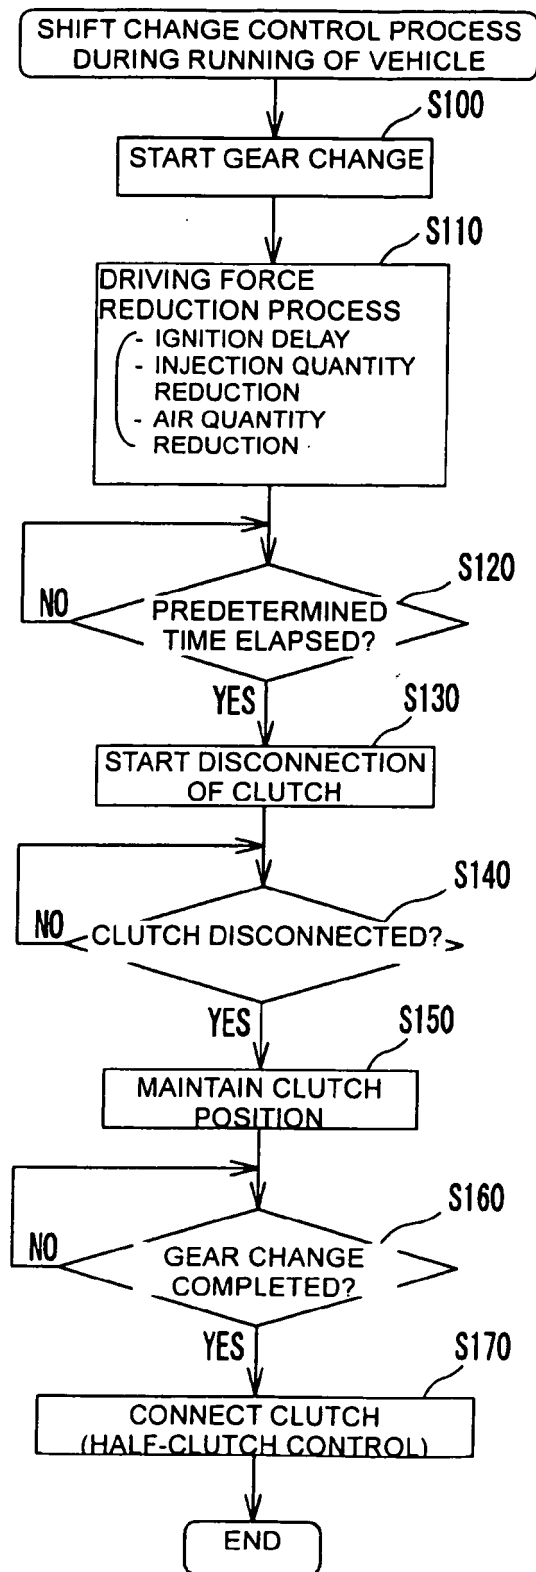 SHIFT CHANGE CONTROL PROCESS
DURING RUNNING OF VEHICLE
S100
START GEAR CHANGE
S110
DRIVING FORCE
REDUCTION PROCESS
- IGNITION DELAY
- INJECTION QUANTITY
REDUCTION
- AIR QUANTITY
REDUCTION
S120
NO
PREDETERMINED
TIME ELAPSED?
YES
S130
START DISCONNECTION
OF CLUTCH
S140
NO
CLUTCH DISCONNECTED?
YES
S150
MAINTAIN CLUTCH
POSITION
S160
NO
GEAR CHANGE
COMPLETED?
YES
S170
CONNECT CLUTCH
(HALF-CLUTCH CONTROL)
END